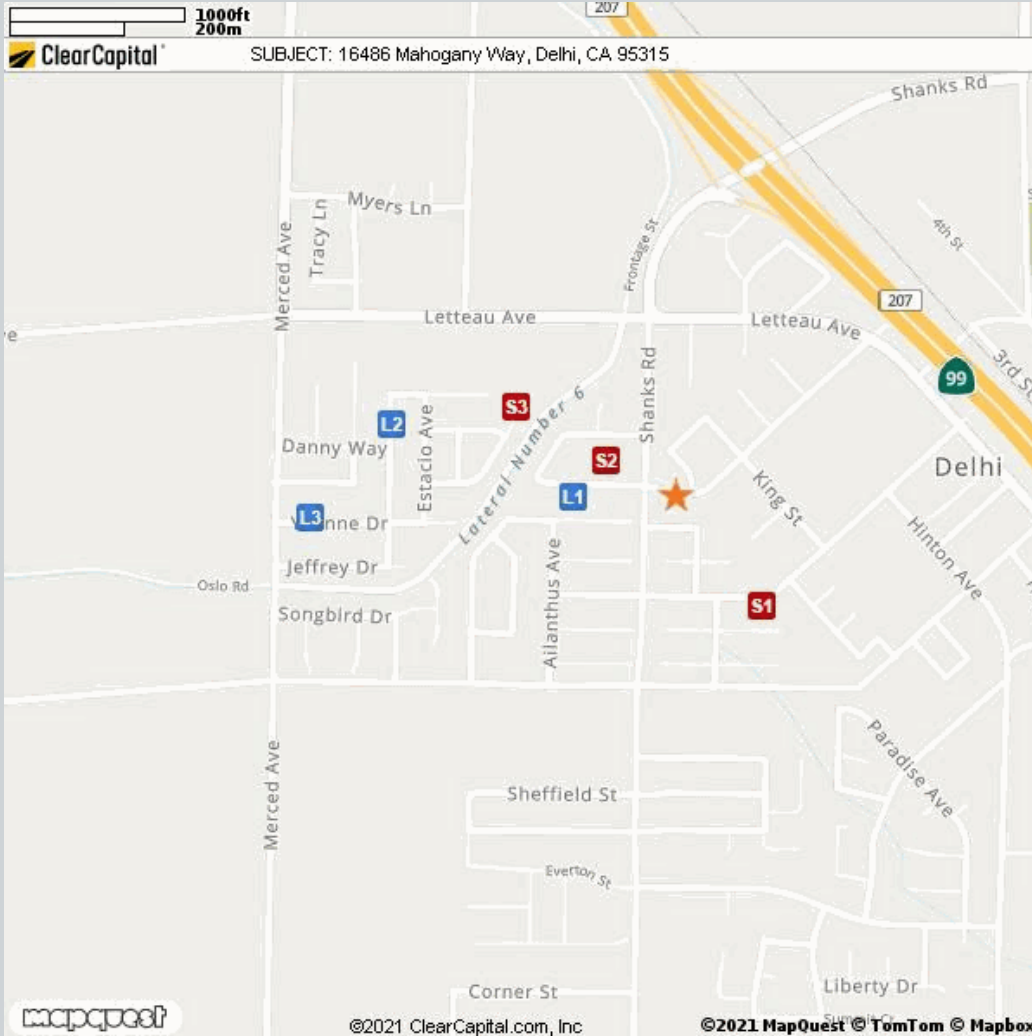 1000ft
200m
207
ClearCapital
SUBJECT: 16486 Mahogany Way, Delhi, CA 95315
Shanks Rd
Myers Ln
Tracy Ln
Merced Ave
Frontage St
4th St
207
Letteau Ave
Letteau Ave
Shanks Rd
99
3rd St
S3
L2
Estacio Ave
Lateral Number 6
Danny Way
S2
Delhi
L1
King St
L3
nne Dr
Hinton Ave
Jeffrey Dr
Oslo Rd
Ailanthus Ave
S1
Songbird Dr
Merced Ave
Paradise Ave
Sheffield St
Everton St
Corner St
Liberty Dr
mapquest
©2021 ClearCapital.com, Inc
©2021 MapQuest © TomTom © Mapbox